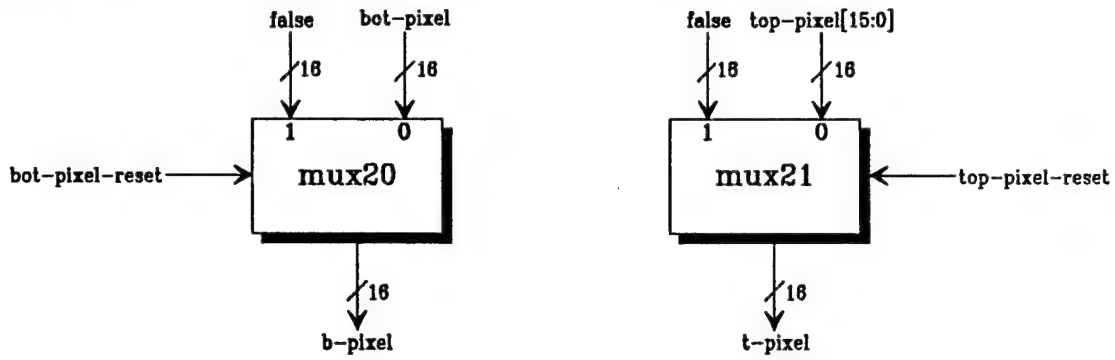 false bot-pixel false top-pixel[15:0]
16 16 16 16
1 0 1 0
bot-pixel-reset mux20 mux21 top-pixel-reset
16 16
b-pixel t-pixel